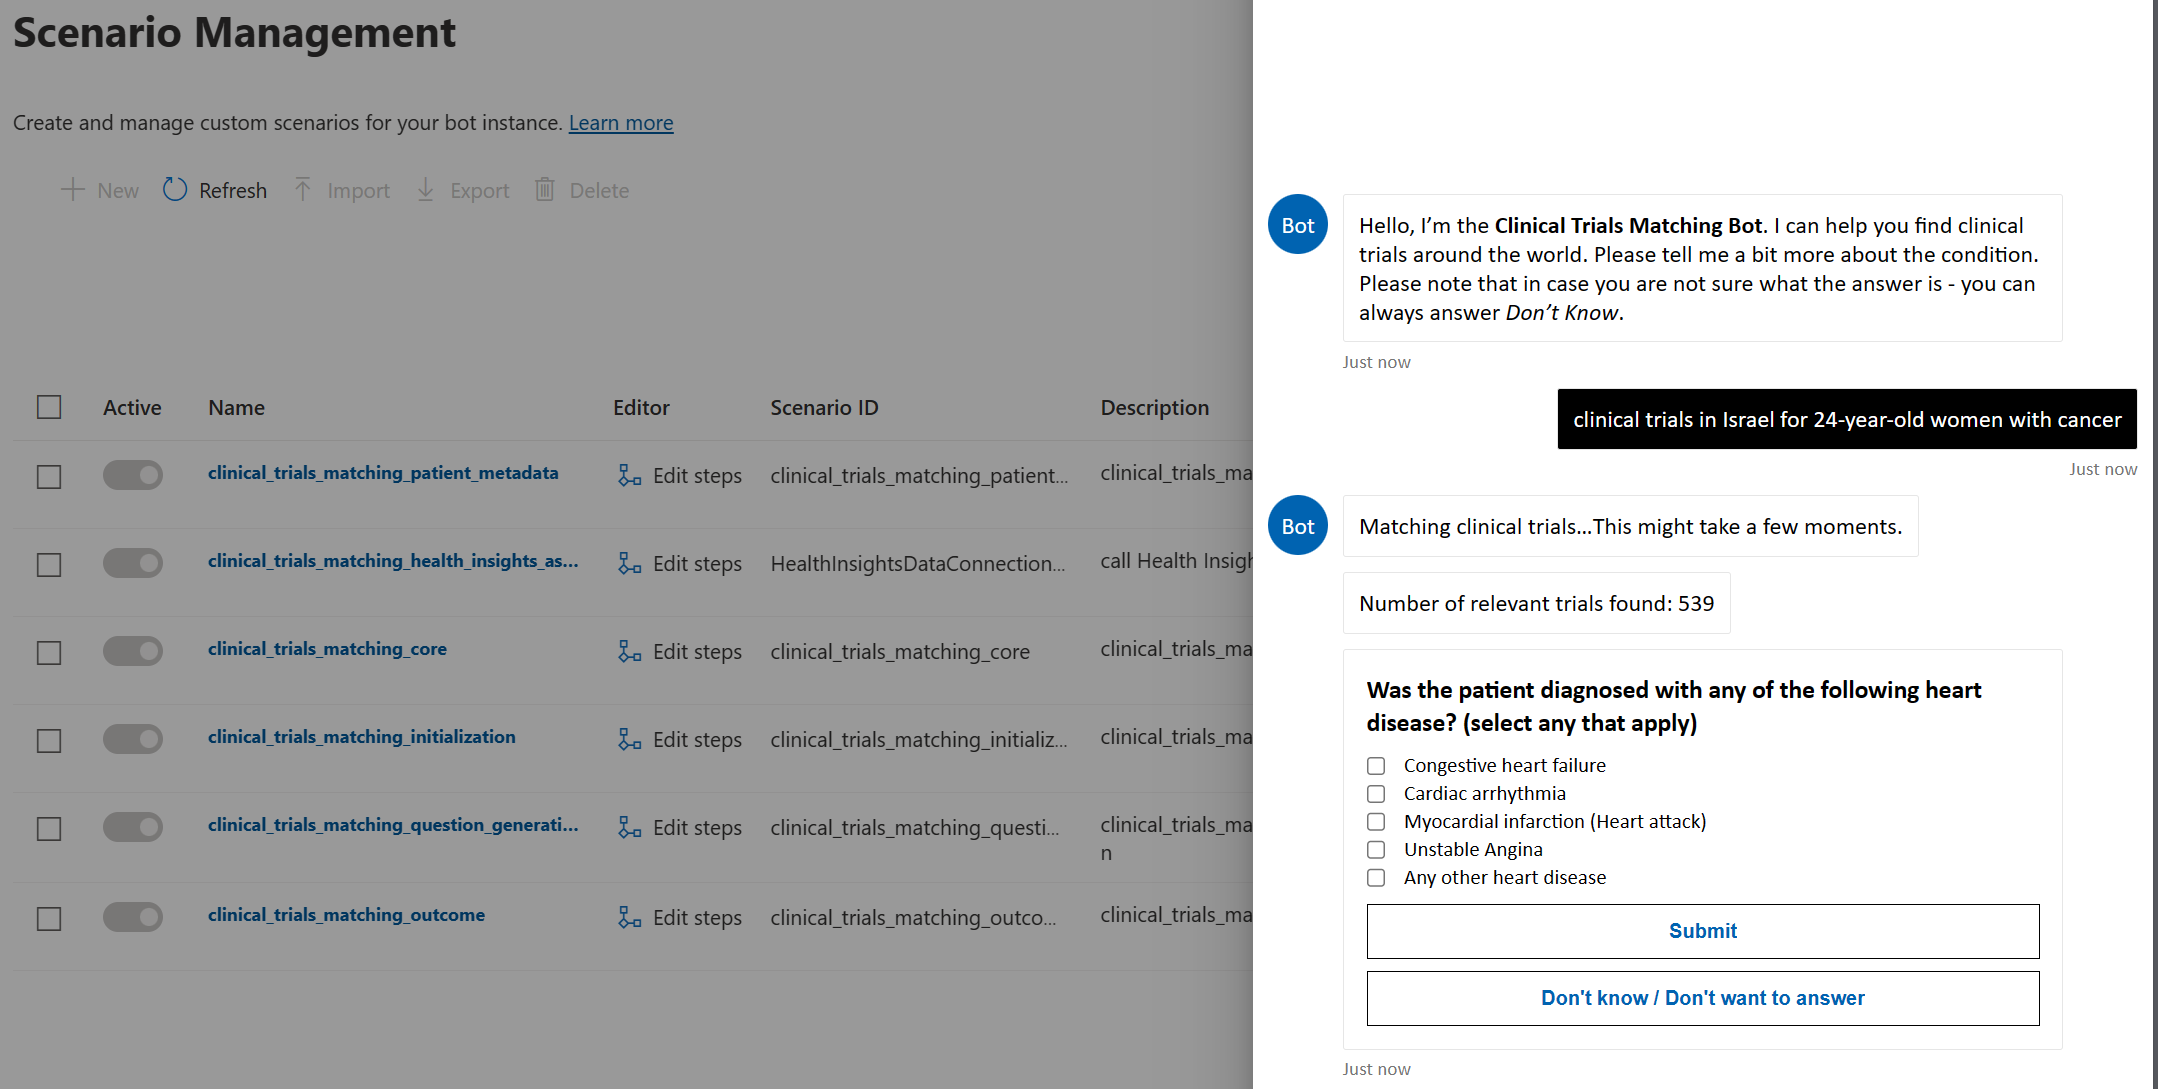 Scenario Management
Create and manage custom scenarios for your bot instance. Learn more
New Refresh Import Export Delete
Active Name Editor Scenario ID Description
clinical_trials_matching_patient_metadata Edit steps clinical_trials_matching_patient... clinical_trials_ma
clinical_trials_matching_health_insights_as... Edit steps HealthInsightsDataConnection... call Health Insigh
clinical_trials_matching_core Edit steps clinical_trials_matching_core clinical_trials_ma
clinical_trials_matching_initialization Edit steps clinical_trials_matching_initializ... clinical_trials_ma
clinical_trials_matching_question_generati... Edit steps clinical_trials_matching_questi... clinical_trials_ma
n
clinical_trials_matching_outcome Edit steps clinical_trials_matching_outco... clinical_trials_ma
Bot
Hello, I’m the Clinical Trials Matching Bot. I can help you find clinical
trials around the world. Please tell me a bit more about the condition.
Please note that in case you are not sure what the answer is - you can
always answer Don’t Know.
Just now
clinical trials in Israel for 24-year-old women with cancer
Just now
Bot
Matching clinical trials...This might take a few moments.
Number of relevant trials found: 539
Was the patient diagnosed with any of the following heart
disease? (select any that apply)
Congestive heart failure
Cardiac arrhythmia
Myocardial infarction (Heart attack)
Unstable Angina
Any other heart disease
Submit
Don't know / Don't want to answer
Just now